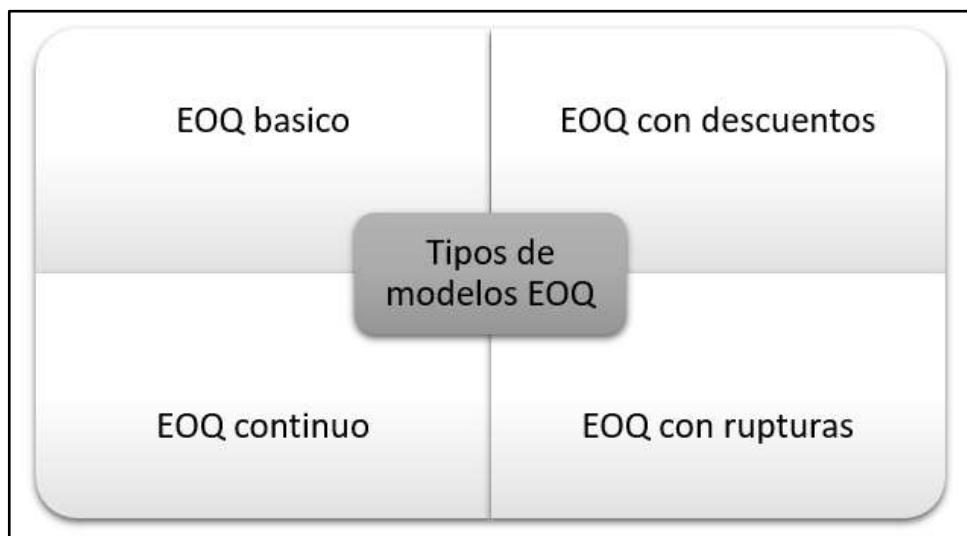 EOQ basico
EOQ con descuentos
Tipos de
modelos EOQ
EOQ continuo
EOQ con rupturas